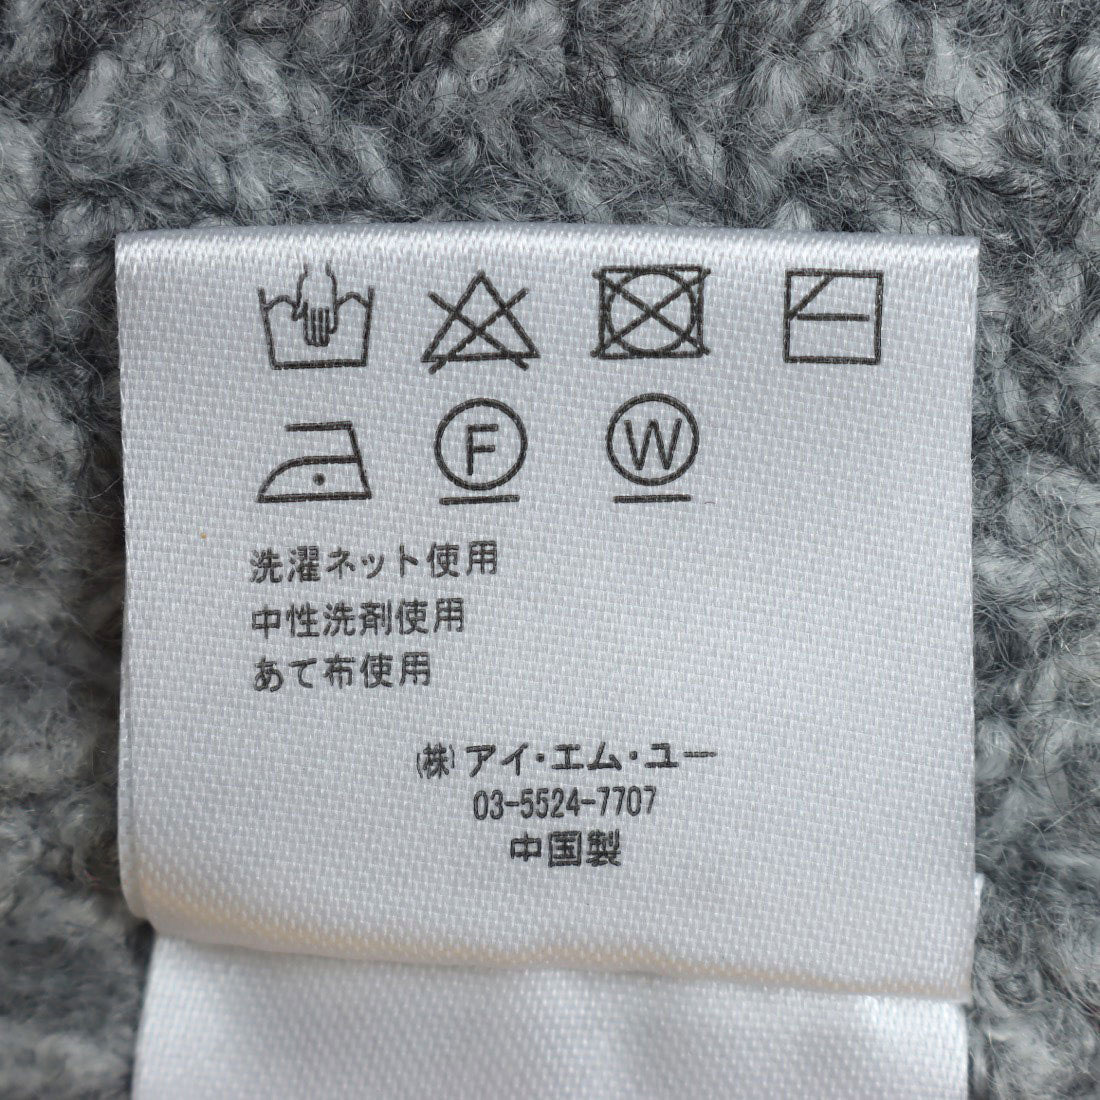 F W
洗濯ネット使用
中性洗剤使用
あて布使用
(株)アイ・エム・ユー
03-5524-7707
中国製